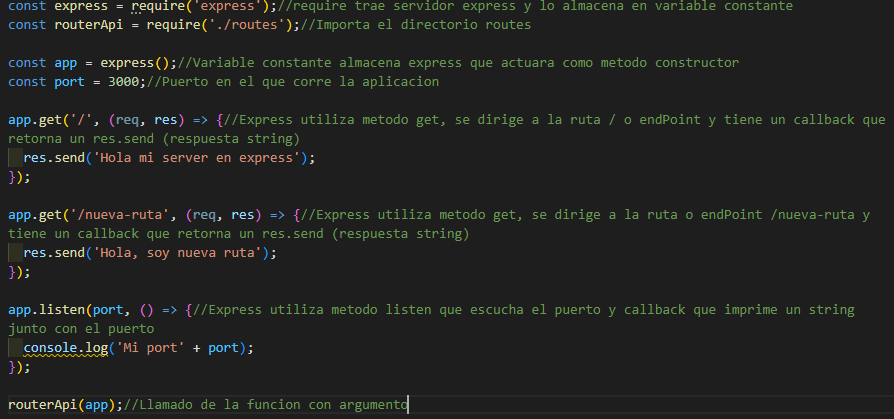 const express = require('express');//require trae servidor express y lo almacena en variable constante
const routerApi = require('./routes');//Importa el directorio routes
const app = express();//Variable constante almacena express que actuara como metodo constructor
const port = 3000;//Puerto en el que corre la aplicacion
app.get('/', (req, res) => {//Express utiliza metodo get, se dirige a la ruta / o endPoint y tiene un callback que
retorna un res.send (respuesta string)
res.send('Hola mi server en express');
});
app.get('/nueva-ruta', (req, res) => {//Express utiliza metodo get, se dirige a la ruta o endPoint /nueva-ruta y
tiene un callback que retorna un res.send (respuesta string)
res.send('Hola, soy nueva ruta');
});
app.listen(port, () => {//Express utiliza metodo listen que escucha el puerto y callback que imprime un string
junto con el puerto
console.log('Mi port' + port);
});
routerApi(app);//Llamado de la funcion con argumento